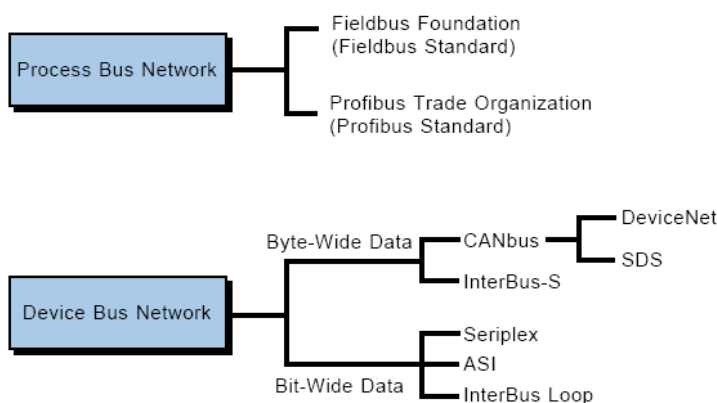 Process Bus Network
Fieldbus Foundation
(Fieldbus Standard)
Profibus Trade Organization
(Profibus Standard)
Device Bus Network
Byte-Wide Data
CANbus
DeviceNet
SDS
InterBus-S
Bit-Wide Data
Seriplex
ASI
InterBus Loop